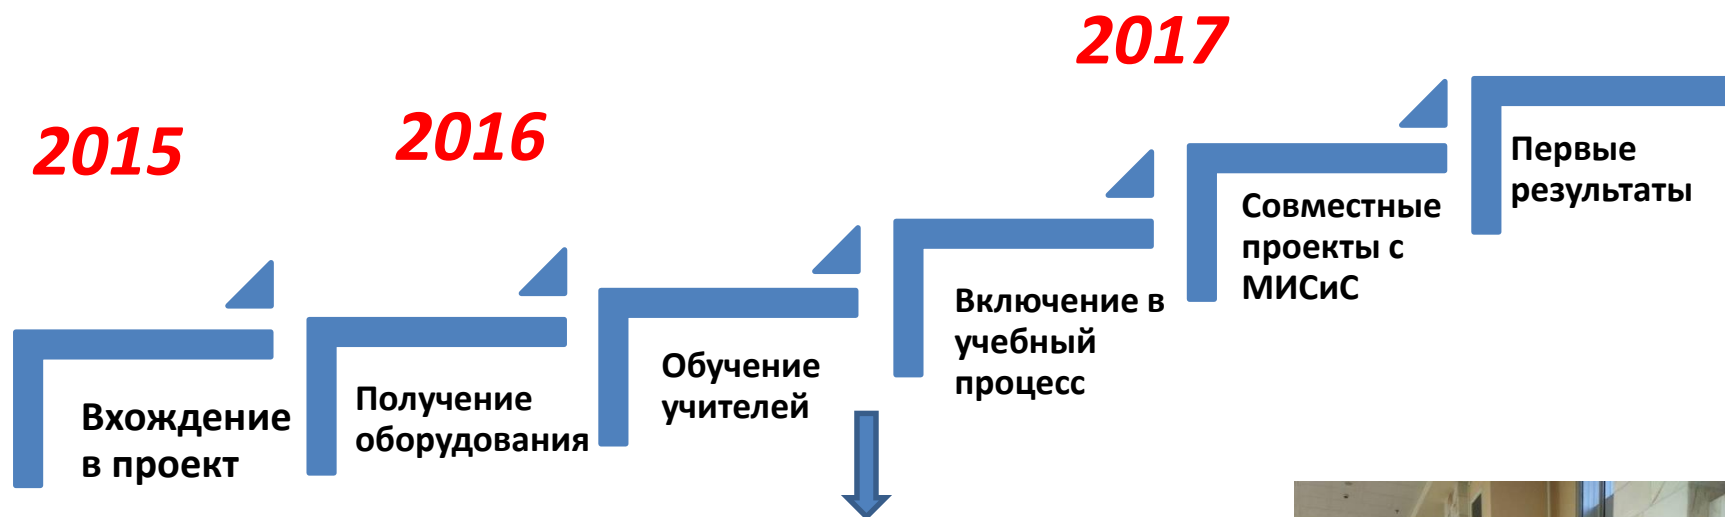 2015
2016
2017
Вхождение
в проект
Получение
оборудования
Обучение
учителей
Включение в
учебный
процесс
Совместные
проекты с
МИСиС
Первые
результаты